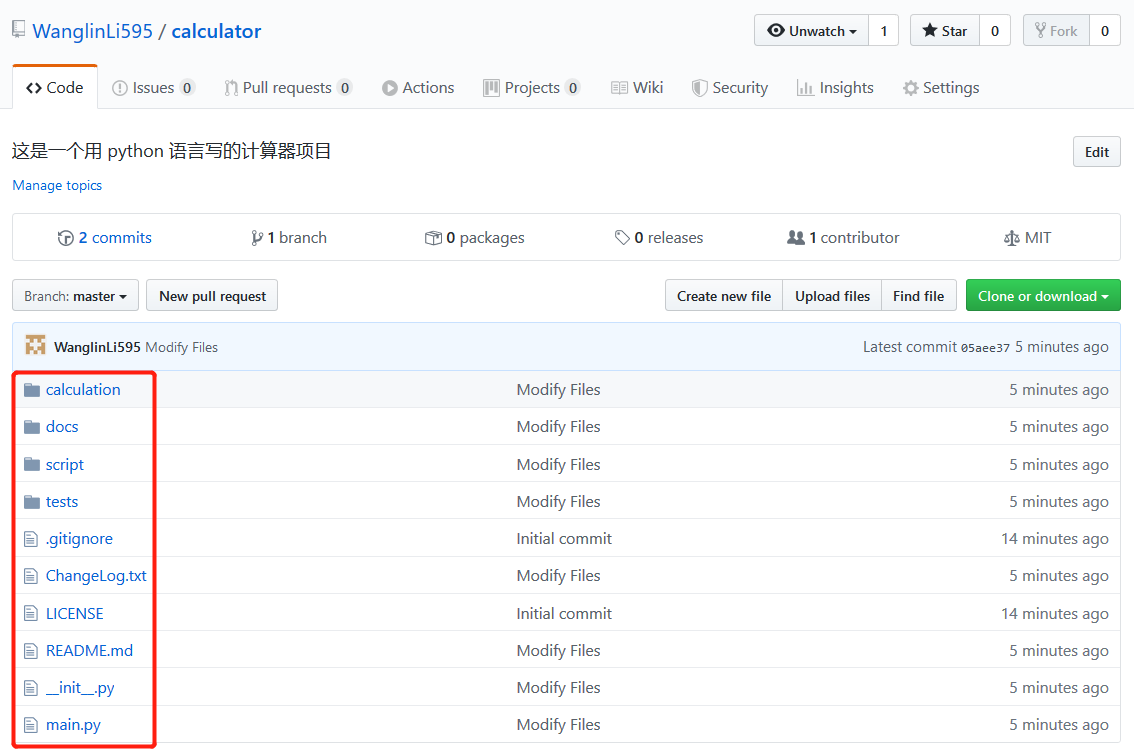 WanglinLi595 / calculator
Unwatch 1 Star 0 Fork 0
Code Issues 0 Pull requests 0 Actions Projects 0 Wiki Security Insights Settings
这是一个用 python 语言写的计算器项目 Edit
Manage topics
2 commits 1 branch 0 packages 0 releases 1 contributor MIT
Branch: master New pull request Create new file Upload files Find file Clone or download
WanglinLi595 Modify Files Latest commit 05aee37 5 minutes ago
calculation Modify Files 5 minutes ago
docs Modify Files 5 minutes ago
script Modify Files 5 minutes ago
tests Modify Files 5 minutes ago
.gitignore Initial commit 14 minutes ago
ChangeLog.txt Modify Files 5 minutes ago
LICENSE Initial commit 14 minutes ago
README.md Modify Files 5 minutes ago
__init__.py Modify Files 5 minutes ago
main.py Modify Files 5 minutes ago